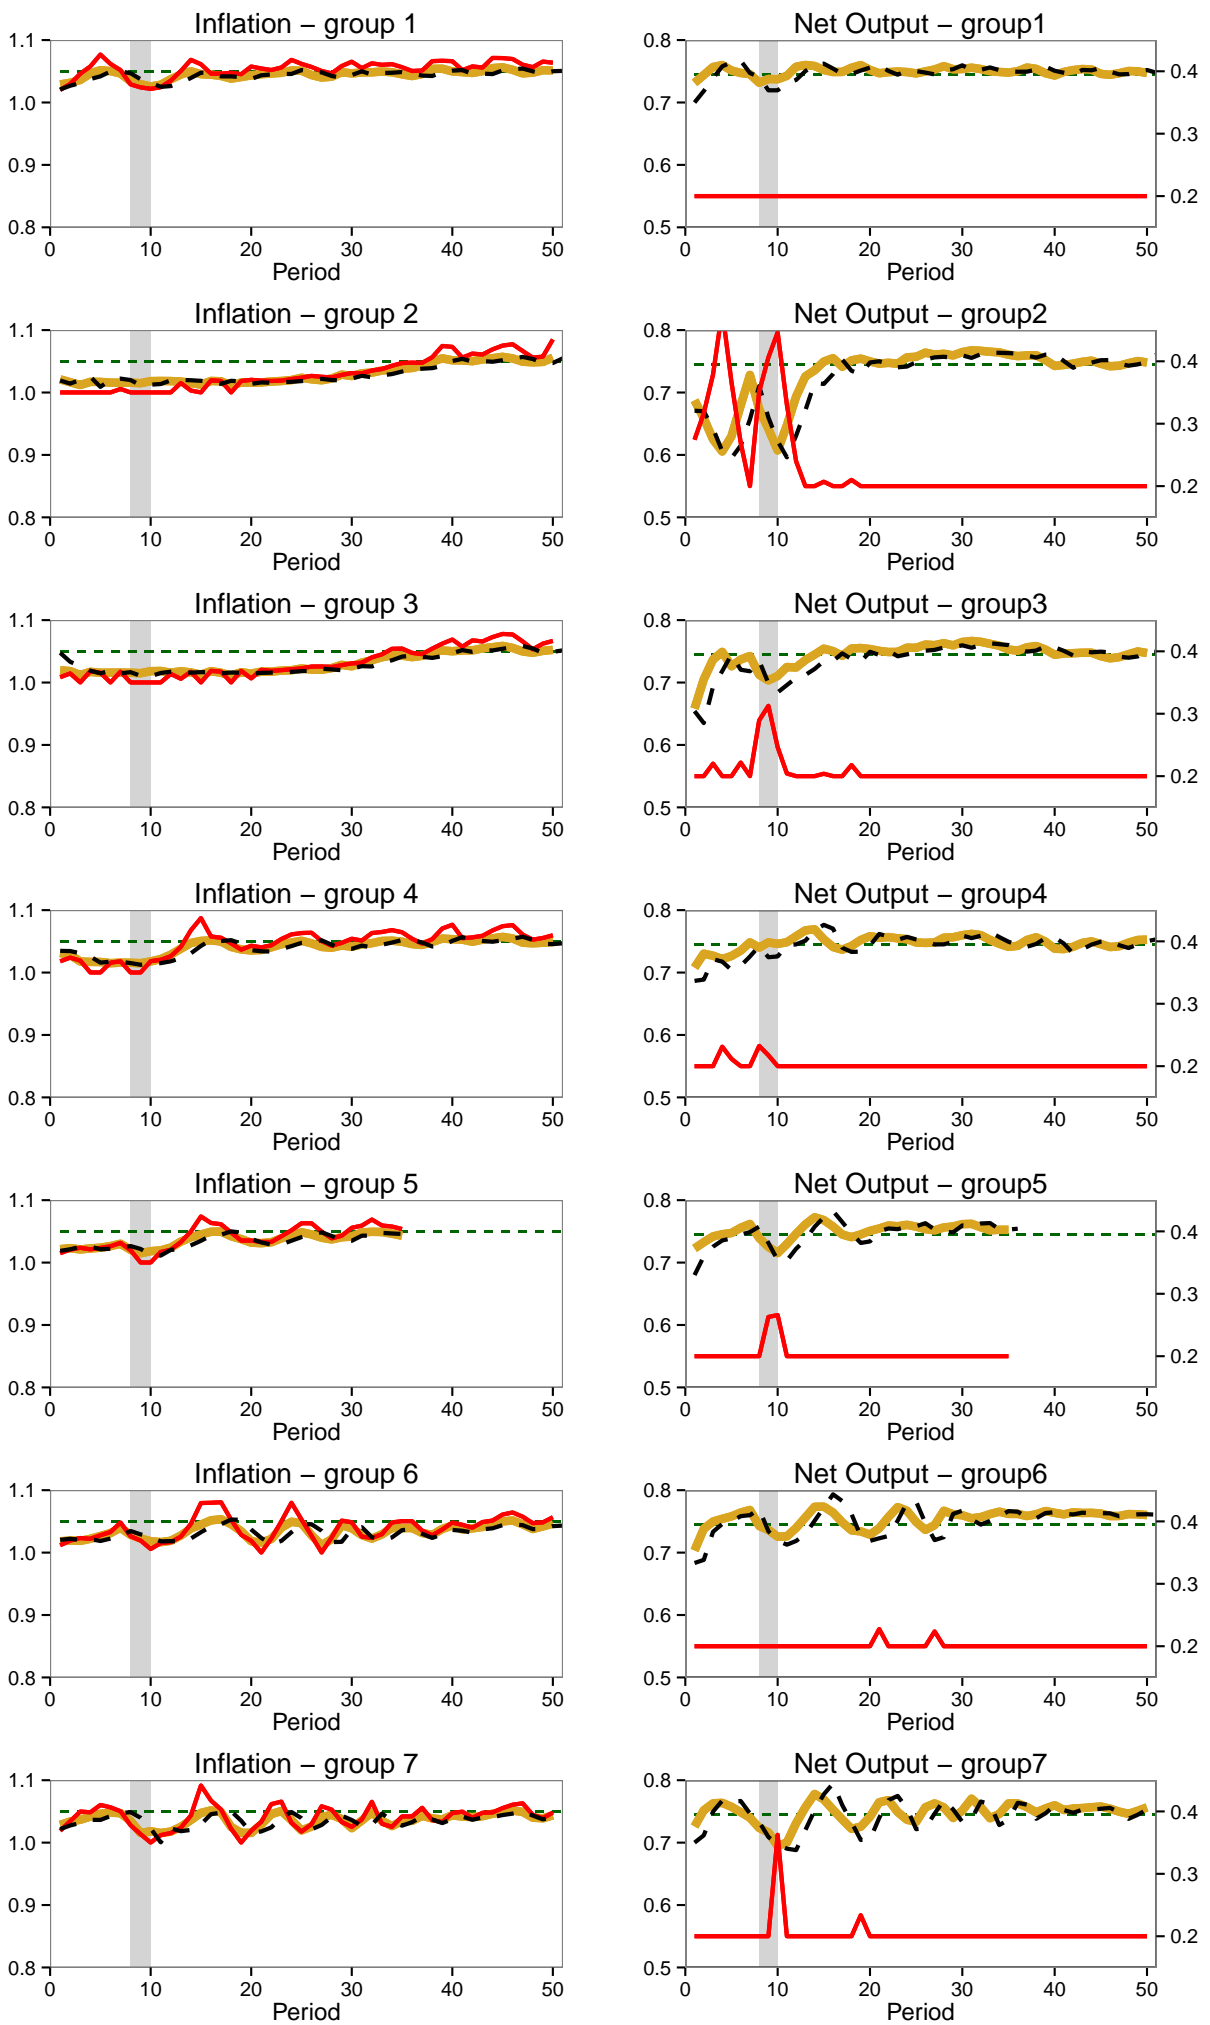 Inflation − group 1
Net Output − group1
1.1
1.0
0.9
0.8
0 10 20 30 40 50
Period
0.8
0.7
0.6
0.5
0.4
0.3
0.2
0 10 20 30 40 50
Period
Inflation − group 2
Net Output − group2
1.1
1.0
0.9
0.8
0 10 20 30 40 50
Period
0.8
0.7
0.6
0.5
0.4
0.3
0.2
0 10 20 30 40 50
Period
Inflation − group 3
Net Output − group3
1.1
1.0
0.9
0.8
0 10 20 30 40 50
Period
0.8
0.7
0.6
0.5
0.4
0.3
0.2
0 10 20 30 40 50
Period
Inflation − group 4
Net Output − group4
1.1
1.0
0.9
0.8
0 10 20 30 40 50
Period
0.8
0.7
0.6
0.5
0.4
0.3
0.2
0 10 20 30 40 50
Period
Inflation − group 5
Net Output − group5
1.1
1.0
0.9
0.8
0 10 20 30 40 50
Period
0.8
0.7
0.6
0.5
0.4
0.3
0.2
0 10 20 30 40 50
Period
Inflation − group 6
Net Output − group6
1.1
1.0
0.9
0.8
0 10 20 30 40 50
Period
0.8
0.7
0.6
0.5
0.4
0.3
0.2
0 10 20 30 40 50
Period
Inflation − group 7
Net Output − group7
1.1
1.0
0.9
0.8
0 10 20 30 40 50
Period
0.8
0.7
0.6
0.5
0.4
0.3
0.2
0 10 20 30 40 50
Period